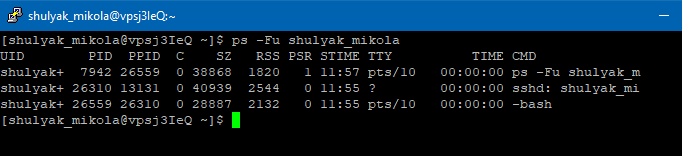 shulyak_mikola@vpsj3IeQ:~
[shulyak_mikola@vpsj3IeQ ~]$ ps -Fu shulyak_mikola
UID        PID  PPID  C    SZ   RSS PSR STIME TTY          TIME CMD
shulyak+  7942 26559  0 38868  1820   1 11:57 pts/10   00:00:00 ps -Fu shulyak_m
shulyak+ 26310 13131  0 40939  2544   0 11:55 ?        00:00:00 sshd: shulyak_mi
shulyak+ 26559 26310  0 28887  2132   0 11:55 pts/10   00:00:00 -bash
[shulyak_mikola@vpsj3IeQ ~]$